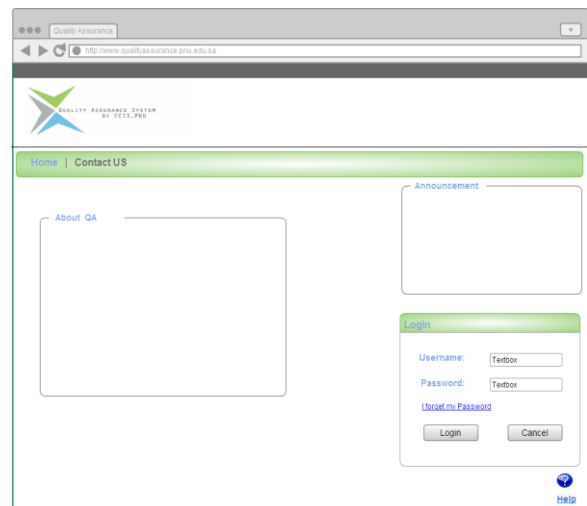 Quality Assurance
+
http://www.qualityassurance.pnu.edu.sa
Quality Assurance System
At CCIS,PNU
Home | Contact US
Announcement
About QA
Login
Username: Textbox
Password: Textbox
I forget my Password
Login Cancel
?
Help